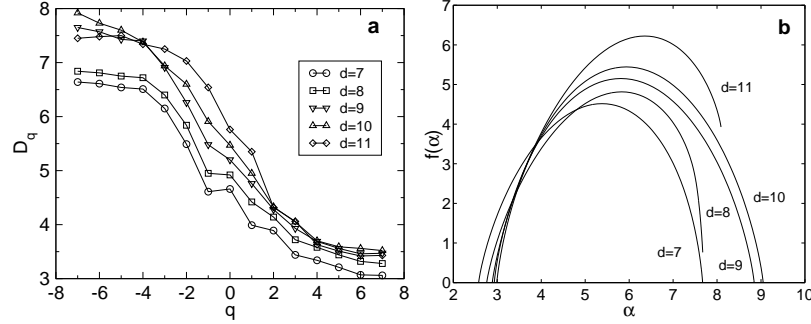 a
8
7
6
5
4
3
D_q
d=7
d=8
d=9
d=10
d=11
-8 -6 -4 -2 0 2 4 6 8
q
b
7
6
5
4
3
2
1
0
f(α)
d=11
d=10
d=8
d=7
d=9
2 3 4 5 6 7 8 9 10
α